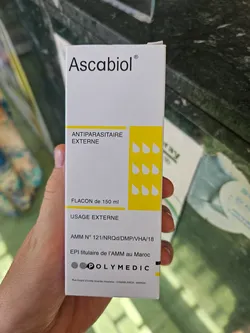 Ascabiol®
ANTIPARASITAIRE
EXTERNE
FLACON de 150 ml
USAGE EXTERNE
AMM N° 121/NRQd/DMP/VHA/18
EPI titulaire de l'AMM au Maroc
POLYMEDIC